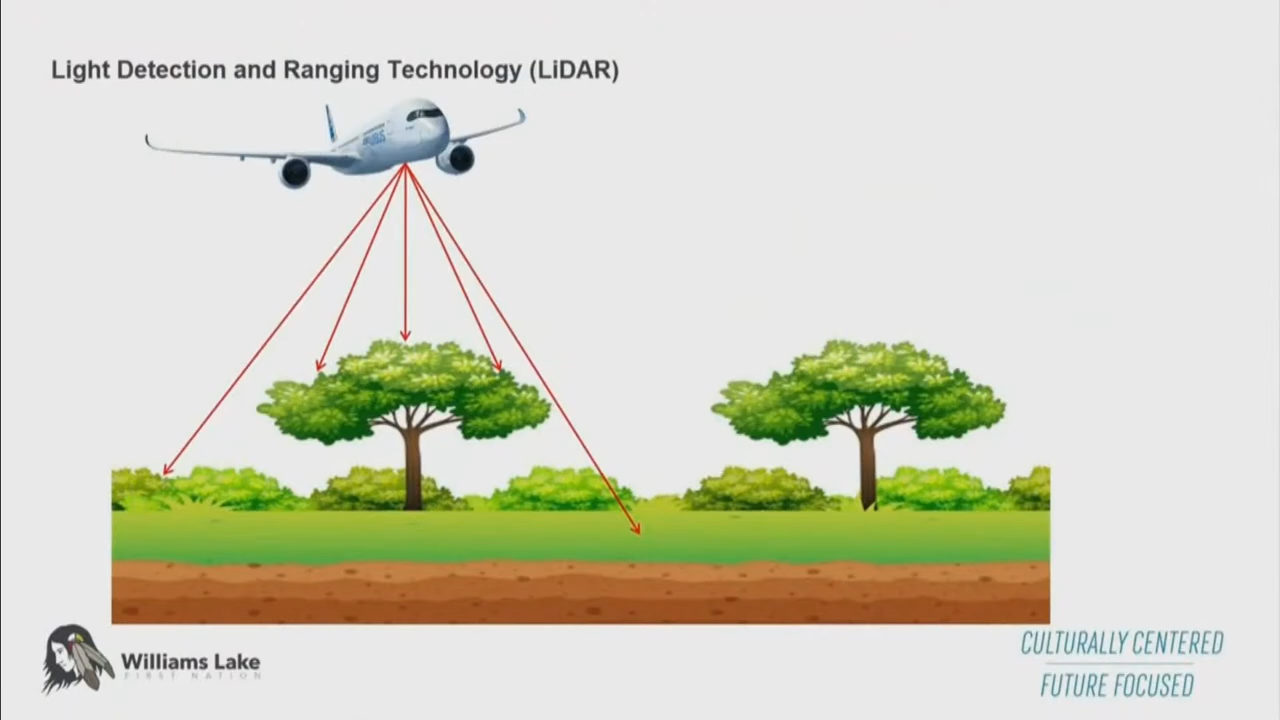 Light Detection and Ranging Technology (LiDAR)
Williams Lake
FIRST NATION
CULTURALLY CENTERED
FUTURE FOCUSED